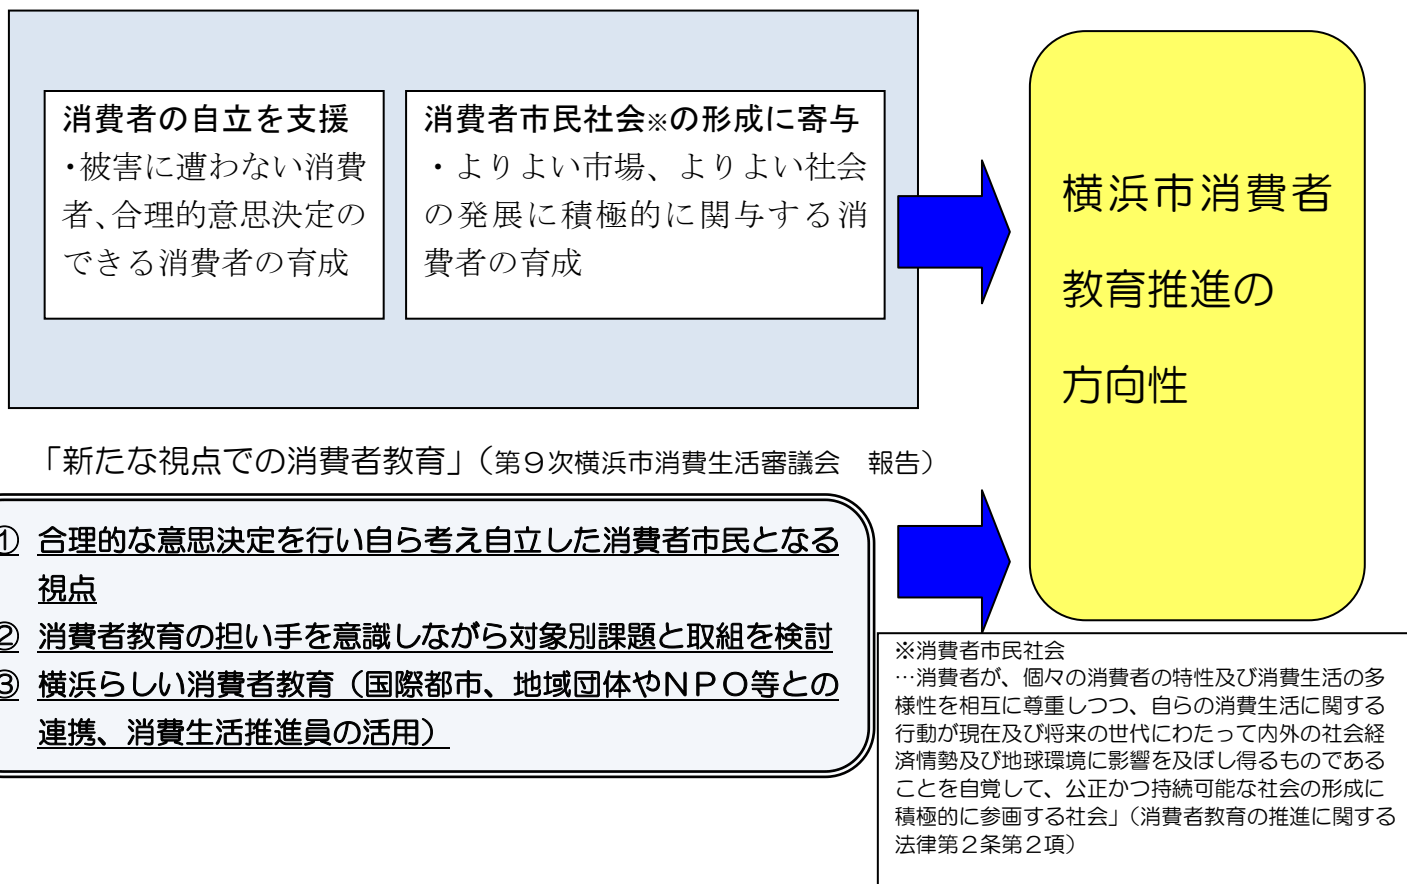 消費者の自立を支援
・被害に遭わない消費
者、合理的意思決定の
できる消費者の育成
消費者市民社会※の形成に寄与
・よりよい市場、よりよい社会
の発展に積極的に関与する消
費者の育成
横浜市消費者
教育推進の
方向性
「新たな視点での消費者教育」（第９次横浜市消費生活審議会　報告）
① 合理的な意思決定を行い自ら考え自立した消費者市民となる
視点
② 消費者教育の担い手を意識しながら対象別課題と取組を検討
③ 横浜らしい消費者教育（国際都市、地域団体やＮＰＯ等との
連携、消費生活推進員の活用）
※消費者市民社会
…消費者が、個々の消費者の特性及び消費生活の多
様性を相互に尊重しつつ、自らの消費生活に関する
行動が現在及び将来の世代にわたって内外の社会経
済情勢及び地球環境に影響を及ぼし得るものである
ことを自覚して、公正かつ持続可能な社会の形成に
積極的に参画する社会」（消費者教育の推進に関する
法律第２条第２項）